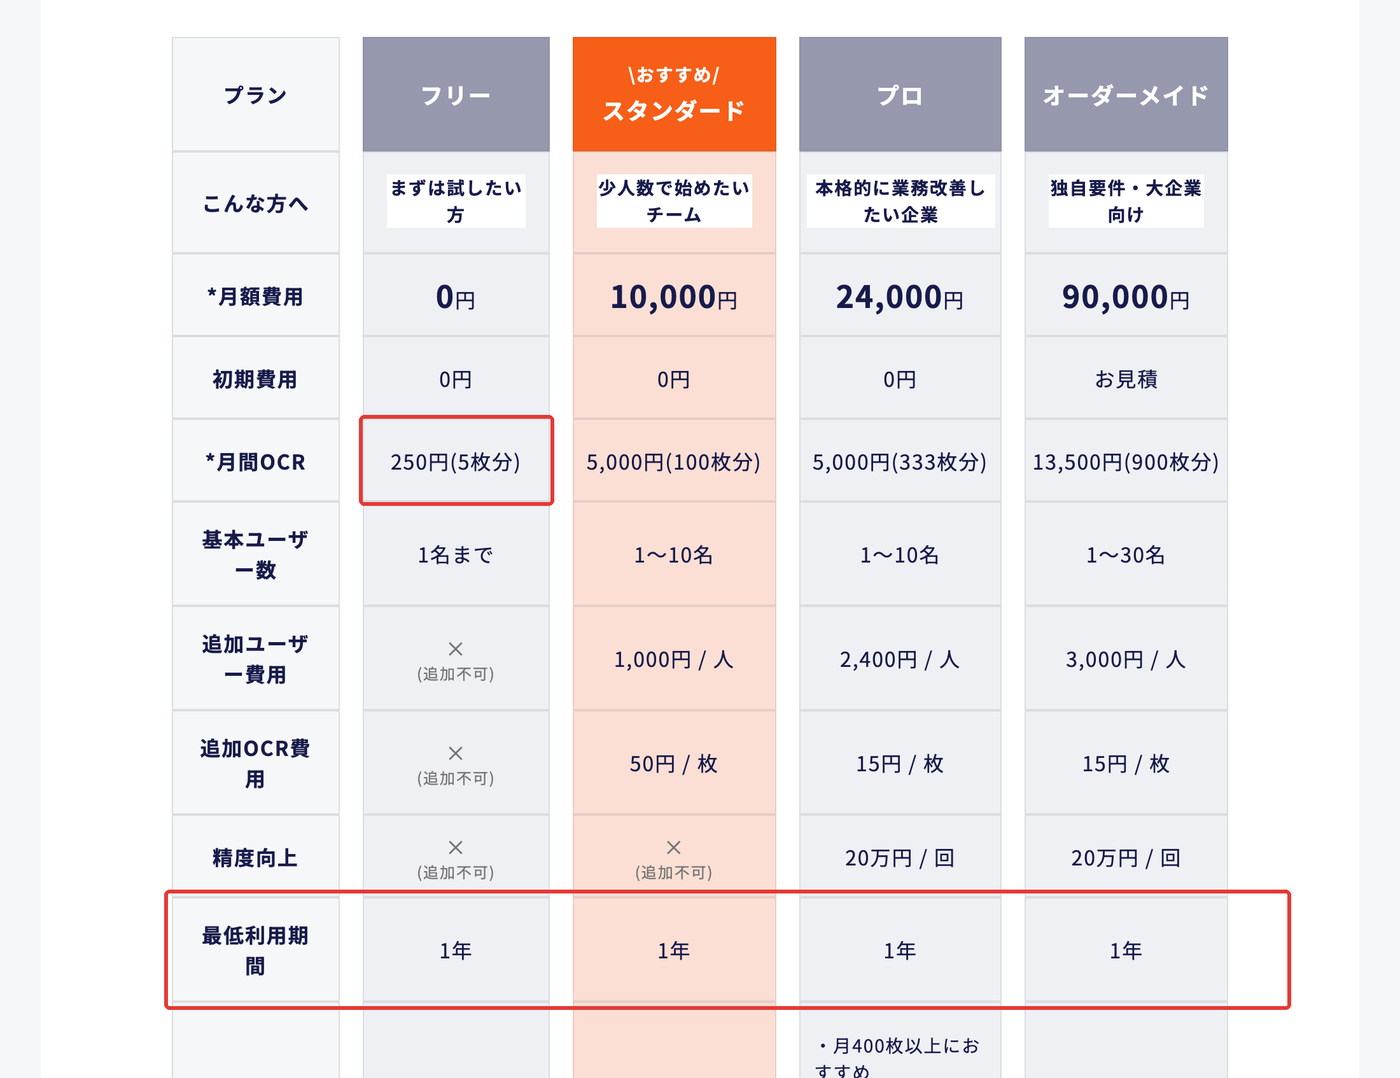 プラン
フリー
\おすすめ/
スタンダード
プロ
オーダーメイド
こんな方へ
まずは試したい
方
少人数で始めたい
チーム
本格的に業務改善し
たい企業
独自要件・大企業
向け
*月額費用
0円
10,000円
24,000円
90,000円
初期費用
0円
0円
0円
お見積
*月間OCR
250円(5枚分)
5,000円(100枚分)
5,000円(333枚分)
13,500円(900枚分)
基本ユーザ
ー数
1名まで
1〜10名
1〜10名
1〜30名
追加ユーザ
ー費用
×
(追加不可)
1,000円 / 人
2,400円 / 人
3,000円 / 人
追加OCR費
用
×
(追加不可)
50円 / 枚
15円 / 枚
15円 / 枚
精度向上
×
(追加不可)
×
(追加不可)
20万円 / 回
20万円 / 回
最低利用期
間
1年
1年
1年
1年
・月400枚以上にお
すすめ